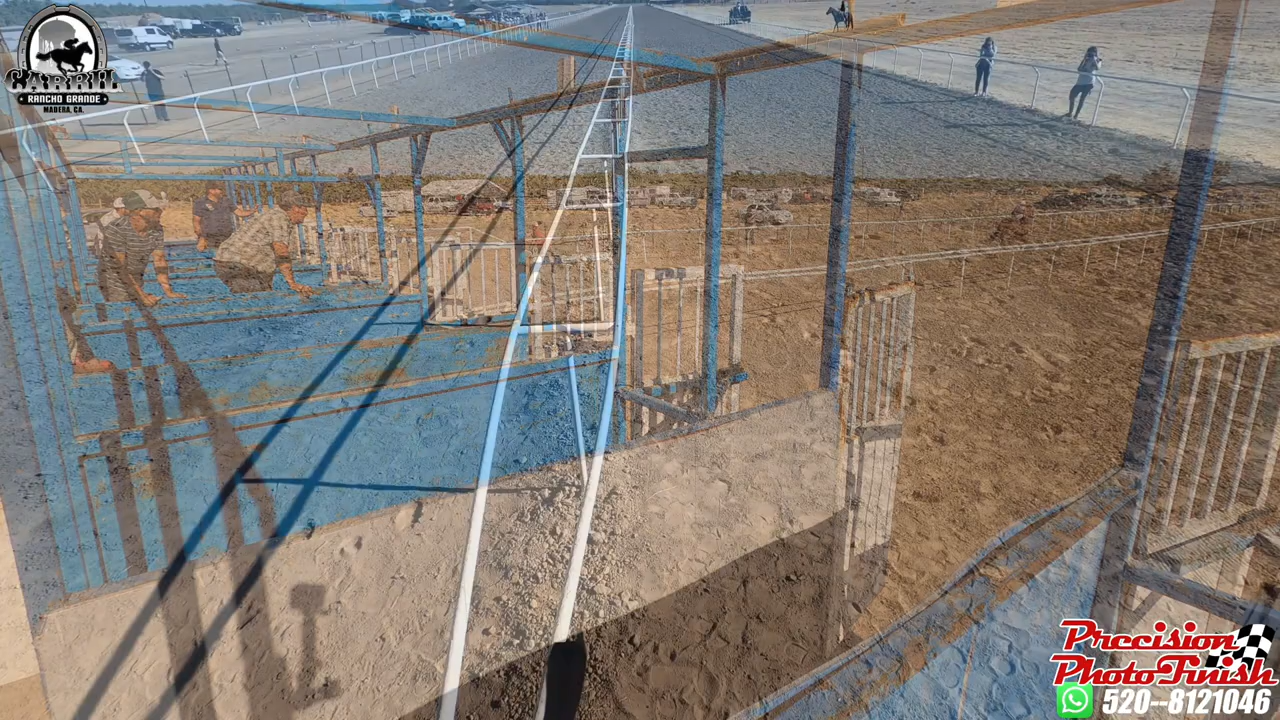 CARRIL
RANCHO GRANDE
MADERA, CA.
Precision
PhotoFinish
520--8121046